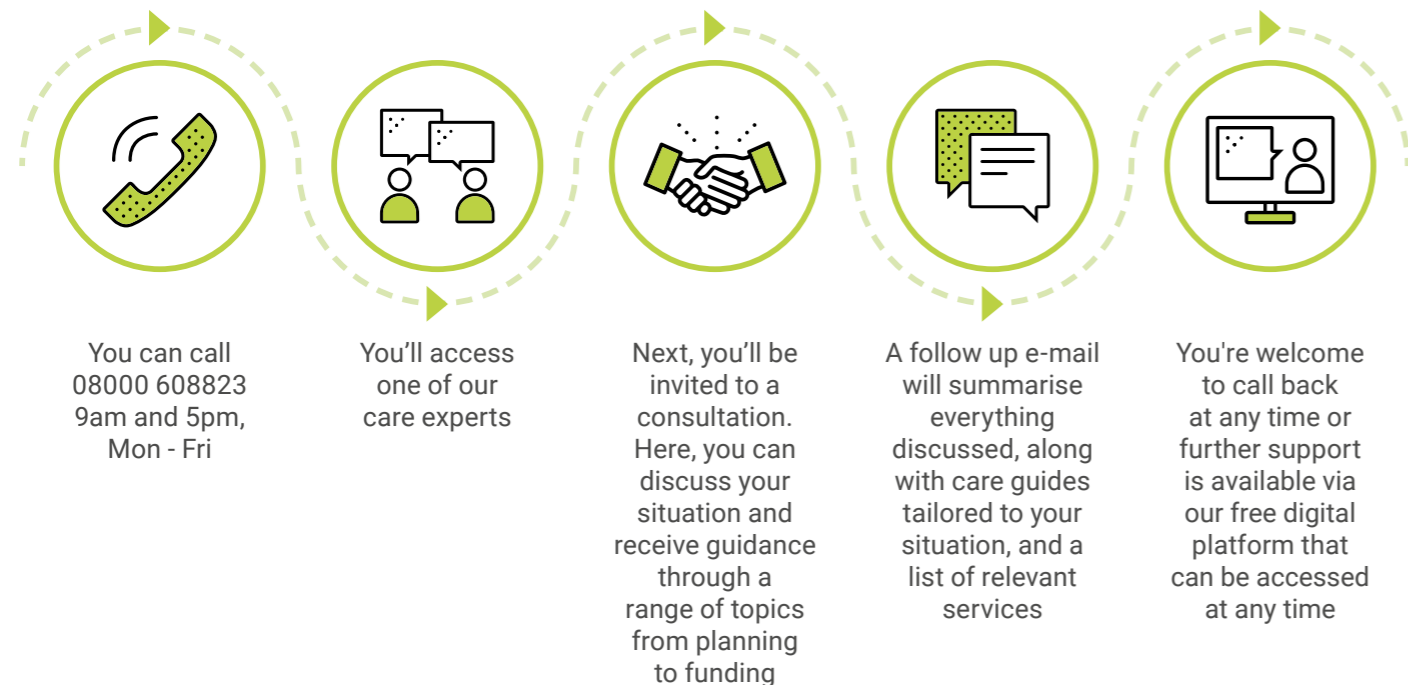 You can call
08000 608823
9am and 5pm,
Mon - Fri
You’ll access
one of our
care experts
Next, you’ll be
invited to a
consultation.
Here, you can
discuss your
situation and
receive guidance
through a
range of topics
from planning
to funding
A follow up e-mail
will summarise
everything
discussed, along
with care guides
tailored to your
situation, and a
list of relevant
services
You're welcome
to call back
at any time or
further support
is available via
our free digital
platform that
can be accessed
at any time